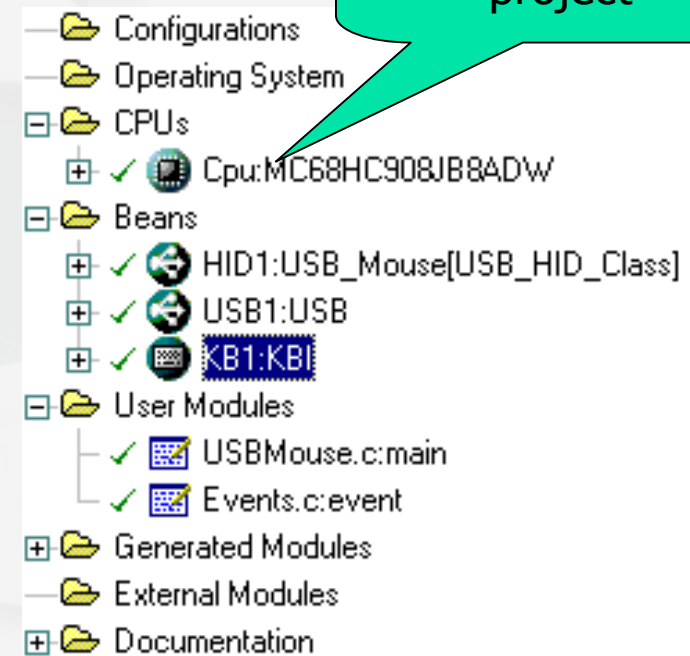 project
Configurations
Operating System
CPUs
Cpu:MC68HC908JB8ADW
Beans
HID1:USB_Mouse[USB_HID_Class]
USB1:USB
KB1:KBI
User Modules
USBMouse.c:main
Events.c:event
Generated Modules
External Modules
Documentation